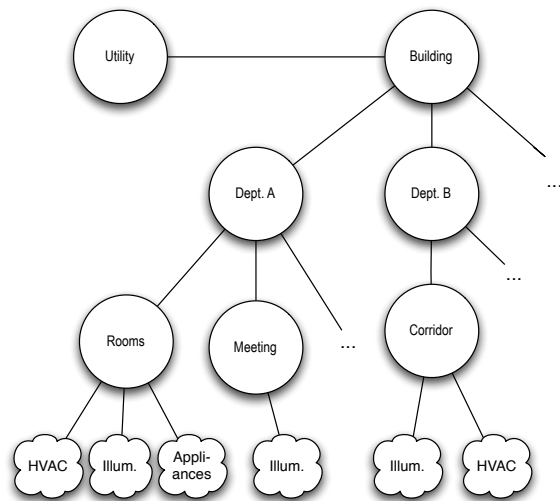 Utility
Building
Dept. A
Dept. B
...
...
Rooms
Meeting
...
Corridor
HVAC
Illum.
Appli-
ances
Illum.
Illum.
HVAC